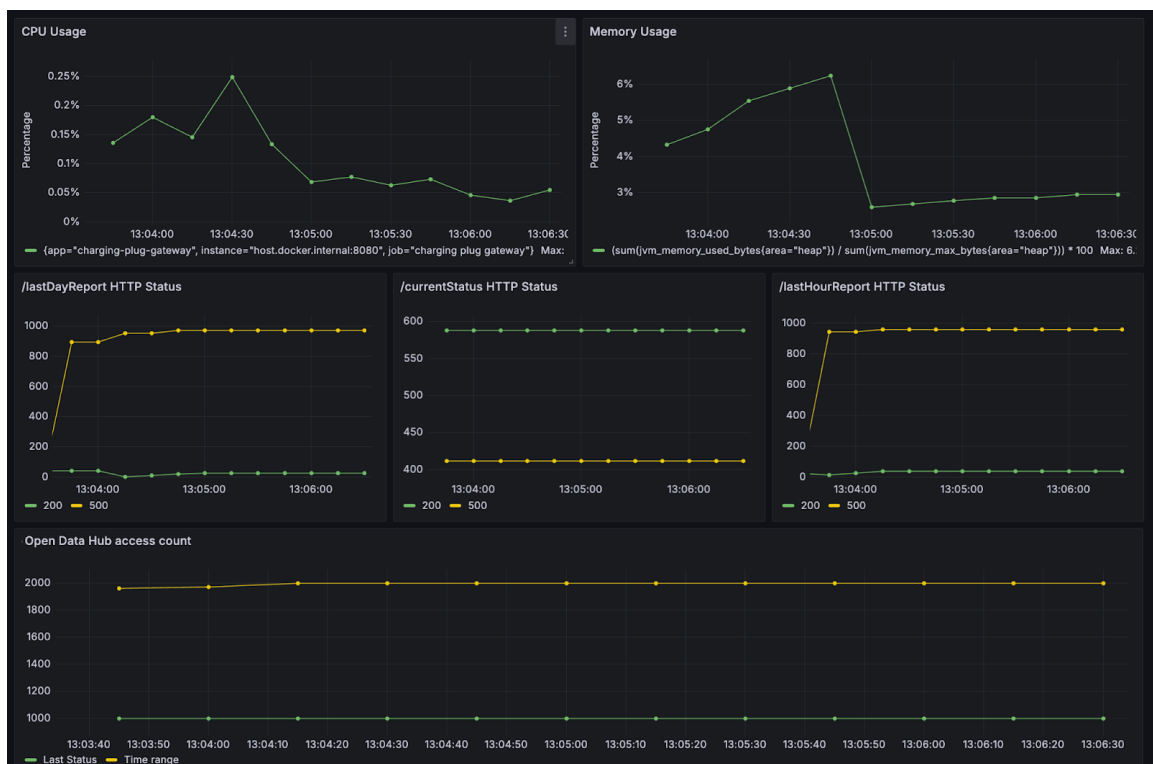 CPU Usage
0.25%
0.2%
0.15%
0.1%
0.05%
0%
Percentage
13:04:00 13:04:30 13:05:00 13:05:30 13:06:00 13:06:30
{app="charging-plug-gateway", instance="host.docker.internal:8080", job="charging plug gateway"} Max:
Memory Usage
6%
5%
4%
3%
Percentage
13:04:00 13:04:30 13:05:00 13:05:30 13:06:00 13:06:30
(sum(jvm_memory_used_bytes{area="heap"}) / sum(jvm_memory_max_bytes{area="heap"})) * 100 Max: 6.
/lastDayReport HTTP Status
1000
800
600
400
200
0
13:04:00 13:05:00 13:06:00
200 500
/currentStatus HTTP Status
600
550
500
450
400
13:04:00 13:05:00 13:06:00
200 500
/lastHourReport HTTP Status
1000
800
600
400
200
0
13:04:00 13:05:00 13:06:00
200 500
Open Data Hub access count
2000
1800
1600
1400
1200
1000
13:03:40 13:03:50 13:04:00 13:04:10 13:04:20 13:04:30 13:04:40 13:04:50 13:05:00 13:05:10 13:05:20 13:05:30 13:05:40 13:05:50 13:06:00 13:06:10 13:06:20 13:06:30
Last Status Time range